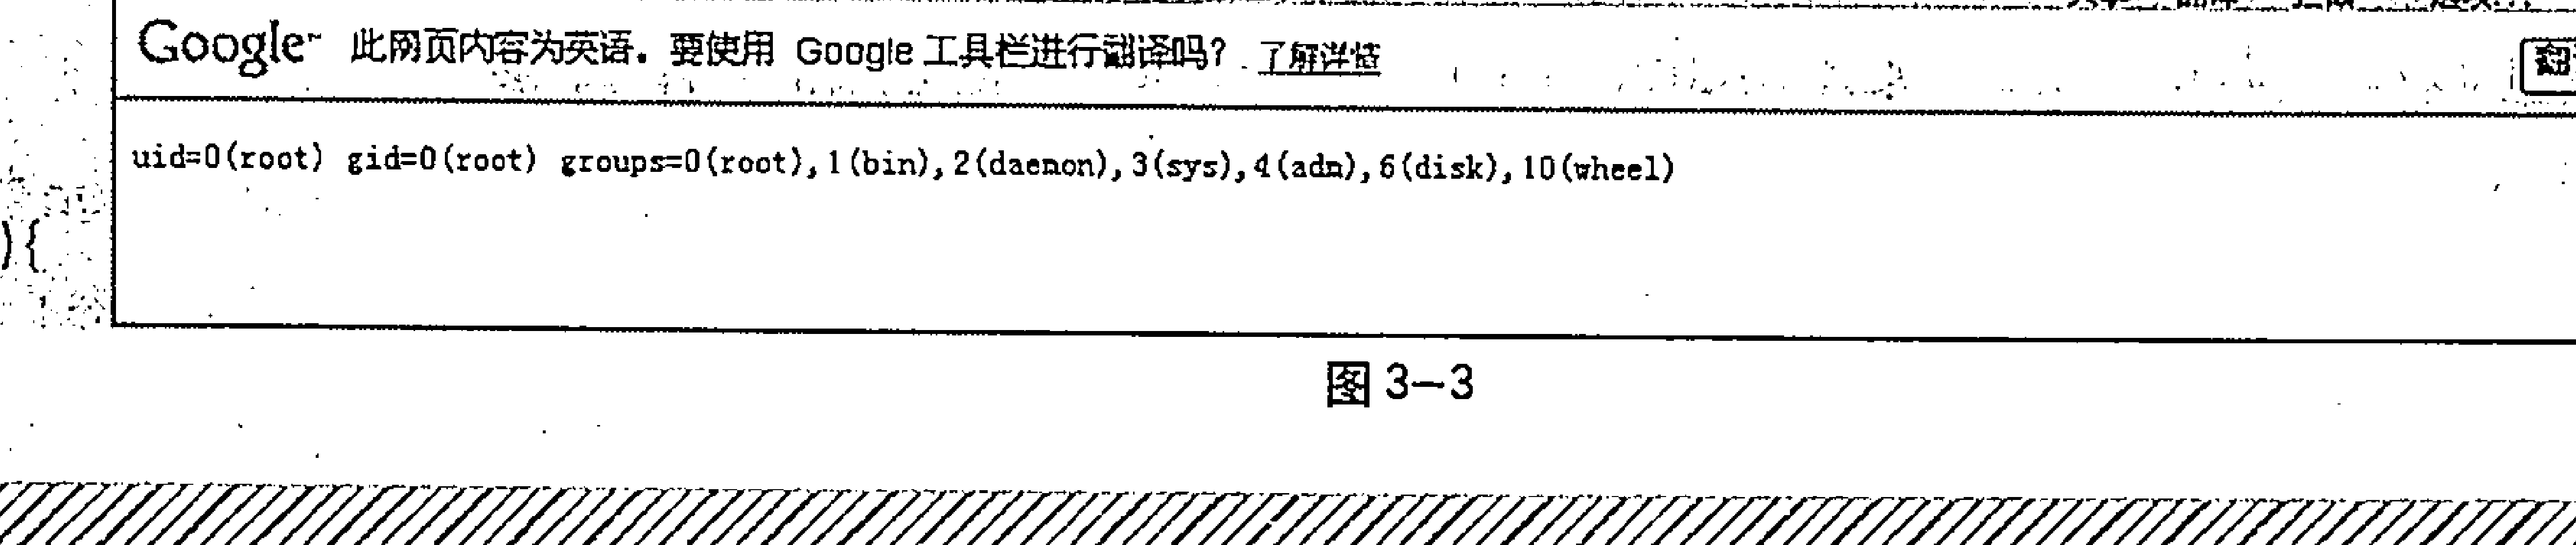 Google™ 此网页内容为英语。要使用 Google 工具栏进行翻译吗？ 了解详情
翻
uid=0(root) gid=0(root) groups=0(root),1(bin),2(daemon),3(sys),4(adm),6(disk),10(wheel)
){
图 3-3